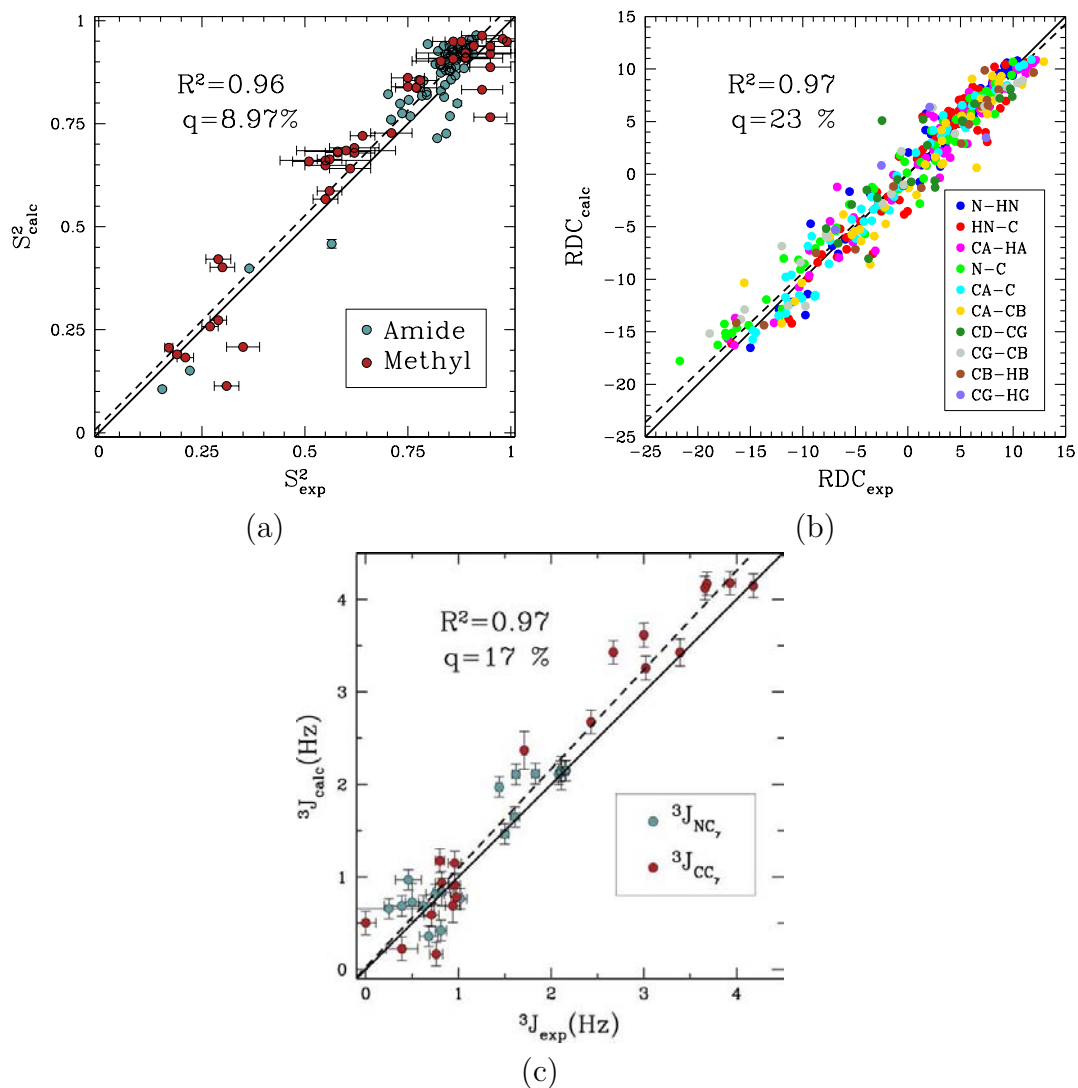 1
0.75
0.5
0.25
0
S²calc
R²=0.96
q=8.97%
Amide
Methyl
0 0.25 0.5 0.75 1
S²exp
(a)
15
10
5
0
−5
−10
−15
−20
−25
RDCcalc
R²=0.97
q=23 %
N−HN
HN−C
CA−HA
N−C
CA−C
CA−CB
CD−CG
CG−CB
CB−HB
CG−HG
−25 −20 −15 −10 −5 0 5 10 15
RDCexp
(b)
4
3
2
1
0
³Jcalc(Hz)
R²=0.97
q=17 %
³JNCγ
³JCCγ
0 1 2 3 4
³Jexp(Hz)
(c)